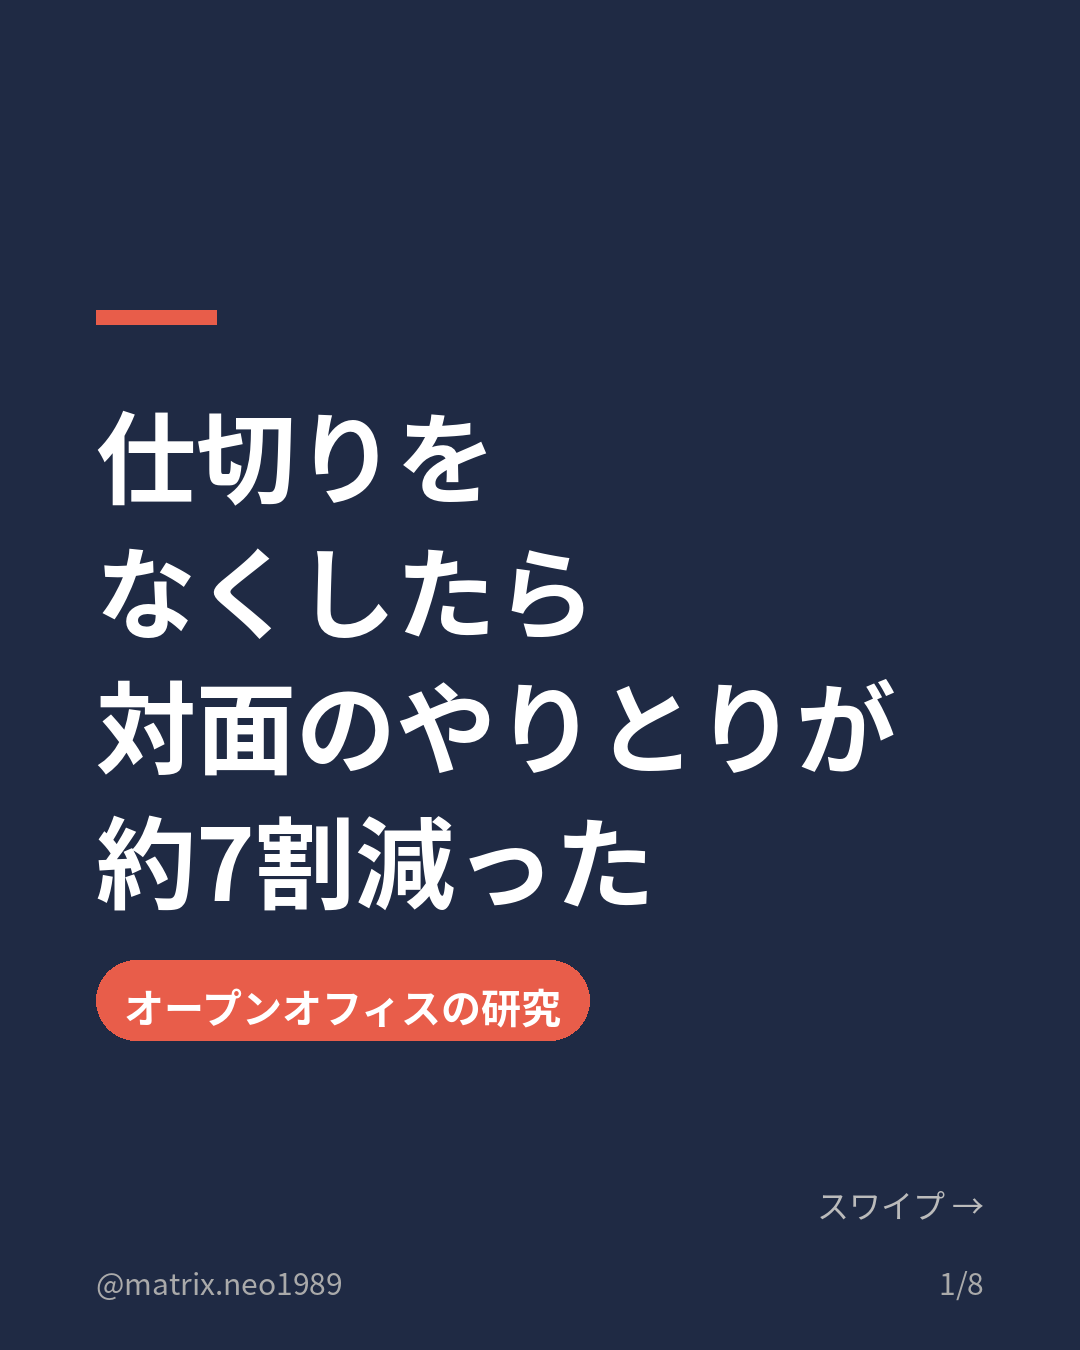 仕切りを
なくしたら
対面のやりとりが
約7割減った
オープンオフィスの研究
スワイプ →
@matrix.neo1989
1/8